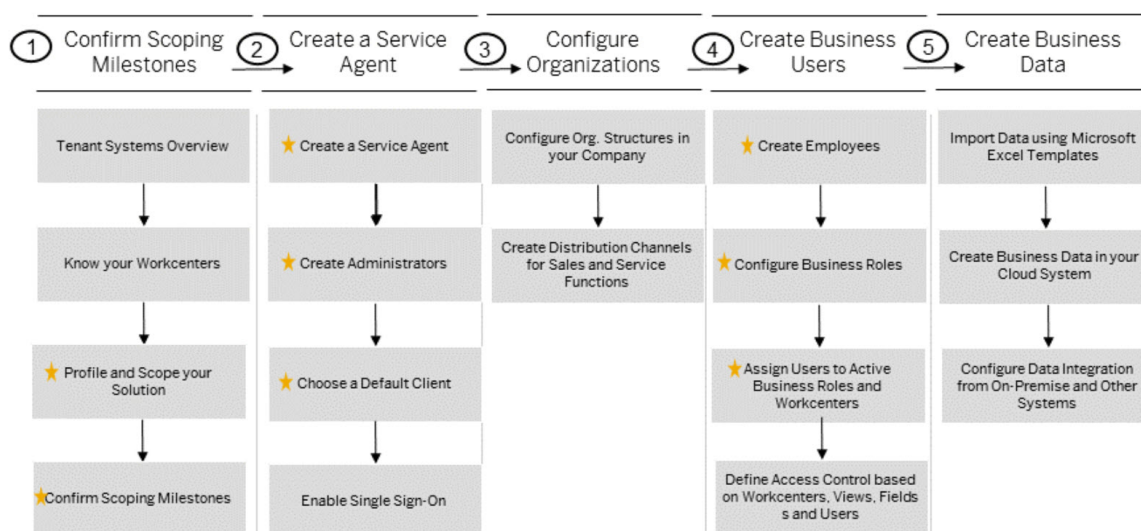 1
Confirm Scoping
Milestones
2
Create a Service
Agent
3
Configure
Organizations
4
Create Business
Users
5
Create Business
Data
Tenant Systems Overview
Know your Workcenters
Profile and Scope your
Solution
Confirm Scoping Milestones
Create a Service Agent
Create Administrators
Choose a Default Client
Enable Single Sign-On
Configure Org. Structures in
your Company
Create Distribution Channels
for Sales and Service
Functions
Create Employees
Configure Business Roles
Assign Users to Active
Business Roles and
Workcenters
Define Access Control based
on Workcenters, Views, Field
s and Users
Import Data using Microsoft
Excel Templates
Create Business Data in your
Cloud System
Configure Data Integration
from On-Premise and Other
Systems